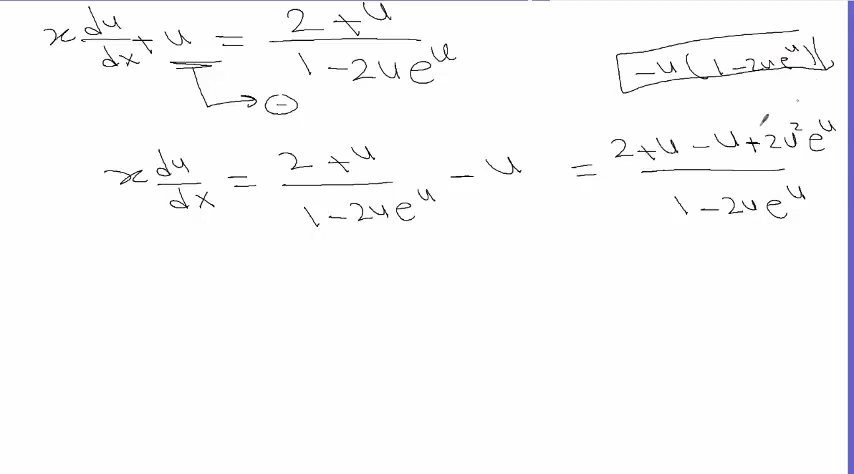 x du/dx + u = (2 + u)/(1 - 2ue^u)
→ ⊖
-u(1 - 2ue^u)
x du/dx = (2 + u)/(1 - 2ue^u) - u = (2 + u - u + 2u²e^u)/(1 - 2ue^u)